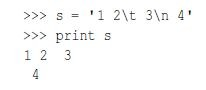 >>> s = '1 2\t 3\n 4'
>>> print s
1 2  3
 4